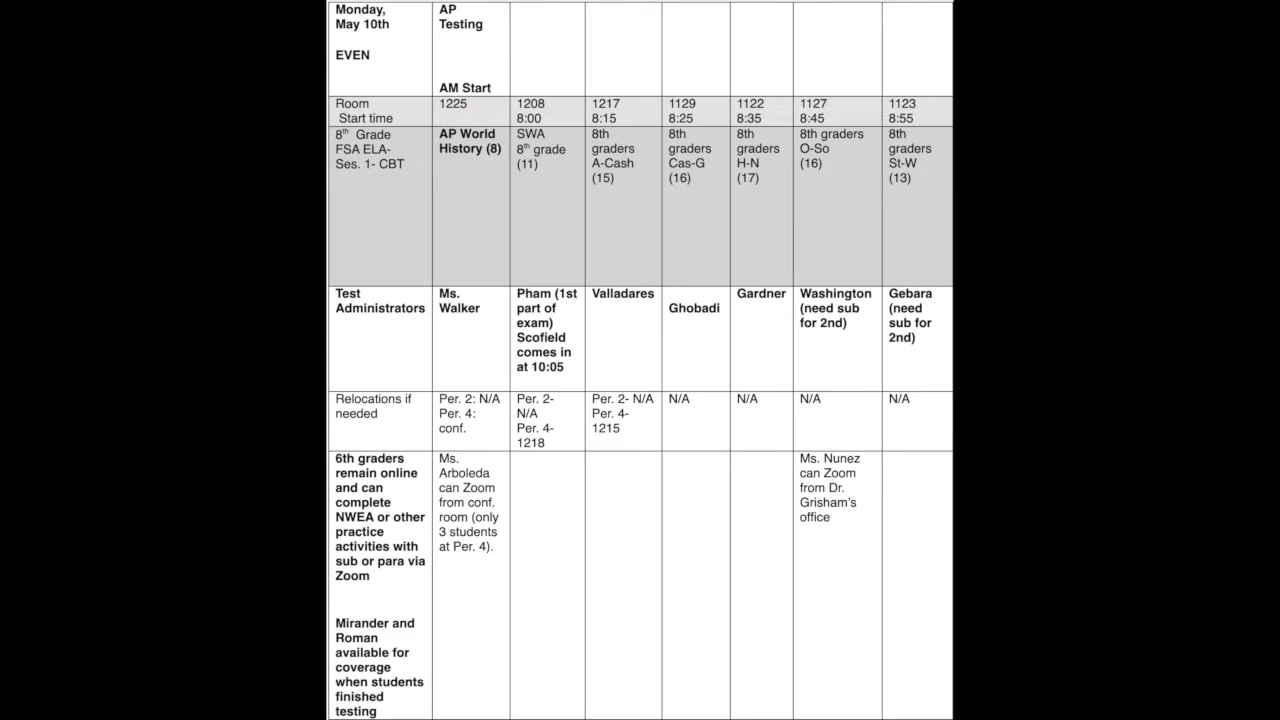 Monday,
May 10th
EVEN
AP
Testing
AM Start
Room
Start time
1225
1208
8:00
1217
8:15
1129
8:25
1122
8:35
1127
8:45
1123
8:55
8th Grade
FSA ELA-
Ses. 1- CBT
AP World
History (8)
SWA
8th grade
(11)
8th
graders
A-Cash
(15)
8th
graders
Cas-G
(16)
8th
graders
H-N
(17)
8th graders
O-So
(16)
8th
graders
St-W
(13)
Test
Administrators
Ms.
Walker
Pham (1st
part of
exam)
Scofield
comes in
at 10:05
Valladares
Ghobadi
Gardner
Washington
(need sub
for 2nd)
Gebara
(need
sub for
2nd)
Relocations if
needed
Per. 2: N/A
Per. 4:
conf.
Per. 2-
N/A
Per. 4-
1218
Per. 2- N/A
Per. 4-
1215
N/A
N/A
N/A
N/A
6th graders
remain online
and can
complete
NWEA or other
practice
activities with
sub or para via
Zoom
Mirander and
Roman
available for
coverage
when students
finished
testing
Ms.
Arboleda
can Zoom
from conf.
room (only
3 students
at Per. 4).
Ms. Nunez
can Zoom
from Dr.
Grisham's
office